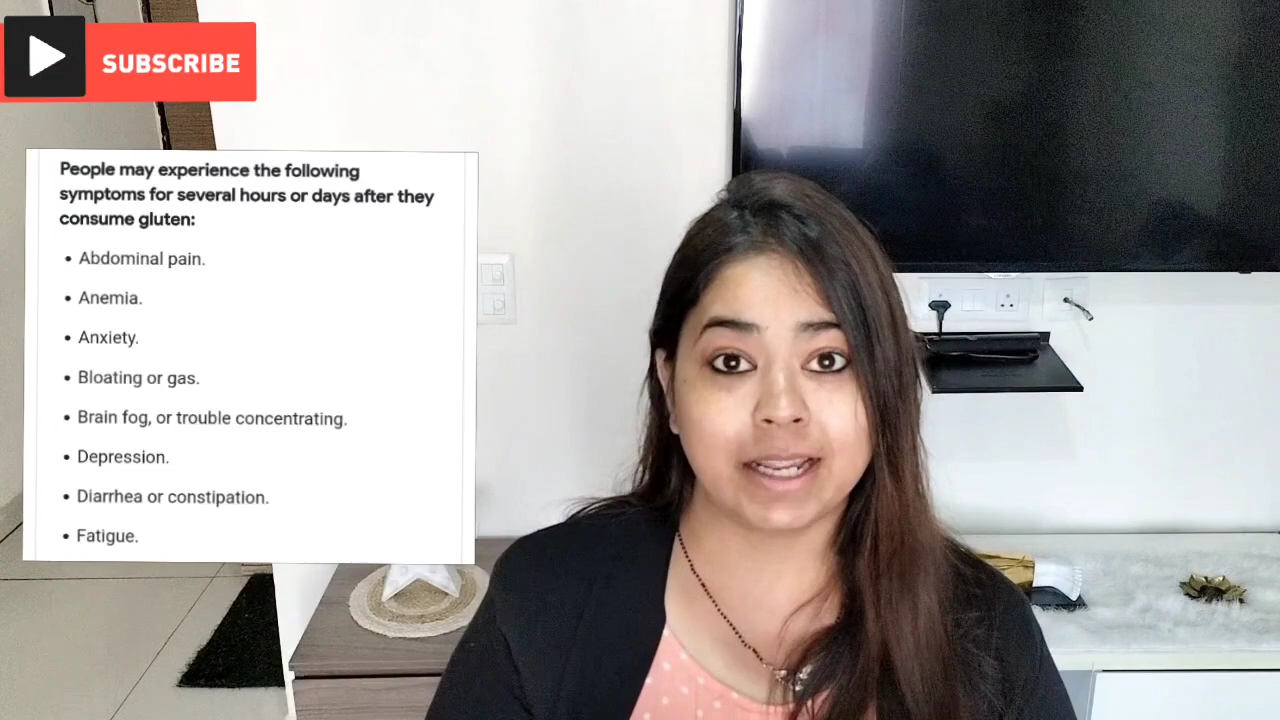 SUBSCRIBE
People may experience the following
symptoms for several hours or days after they
consume gluten:
• Abdominal pain.
• Anemia.
• Anxiety.
• Bloating or gas.
• Brain fog, or trouble concentrating.
• Depression.
• Diarrhea or constipation.
• Fatigue.